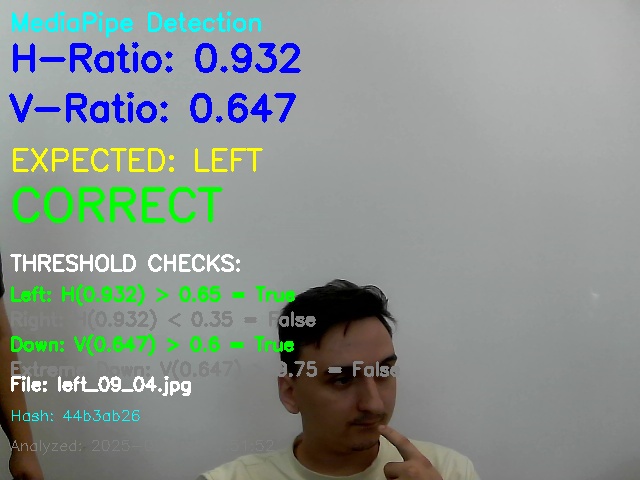 MediaPipe Detection
H-Ratio: 0.932
V-Ratio: 0.647
EXPECTED: LEFT
CORRECT
THRESHOLD CHECKS:
Left: H(0.932) > 0.65 = True
Right: H(0.932) < 0.35 = False
Down: V(0.647) > 0.6 = True
Extreme Down: V(0.647) > 0.75 = False
File: left_09_04.jpg
Hash: 44b3ab26
Analyzed: